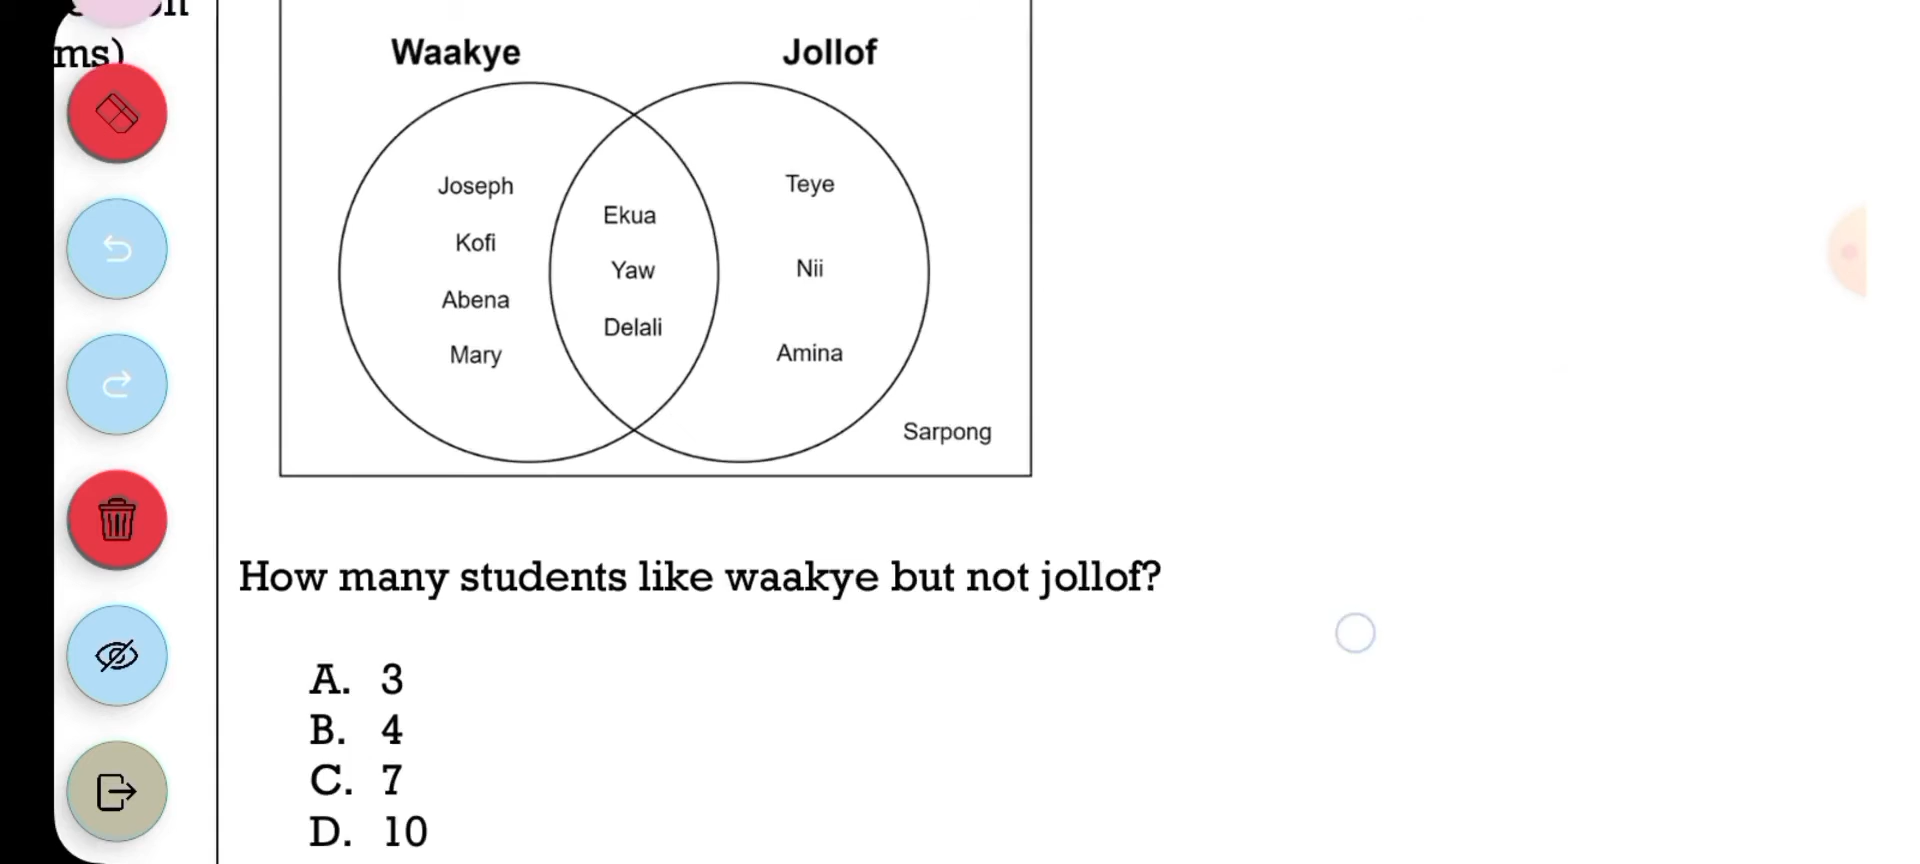 ms)
Waakye Jollof
Joseph
Kofi
Abena
Mary
Ekua
Yaw
Delali
Teye
Nii
Amina
Sarpong
How many students like waakye but not jollof?
A. 3
B. 4
C. 7
D. 10